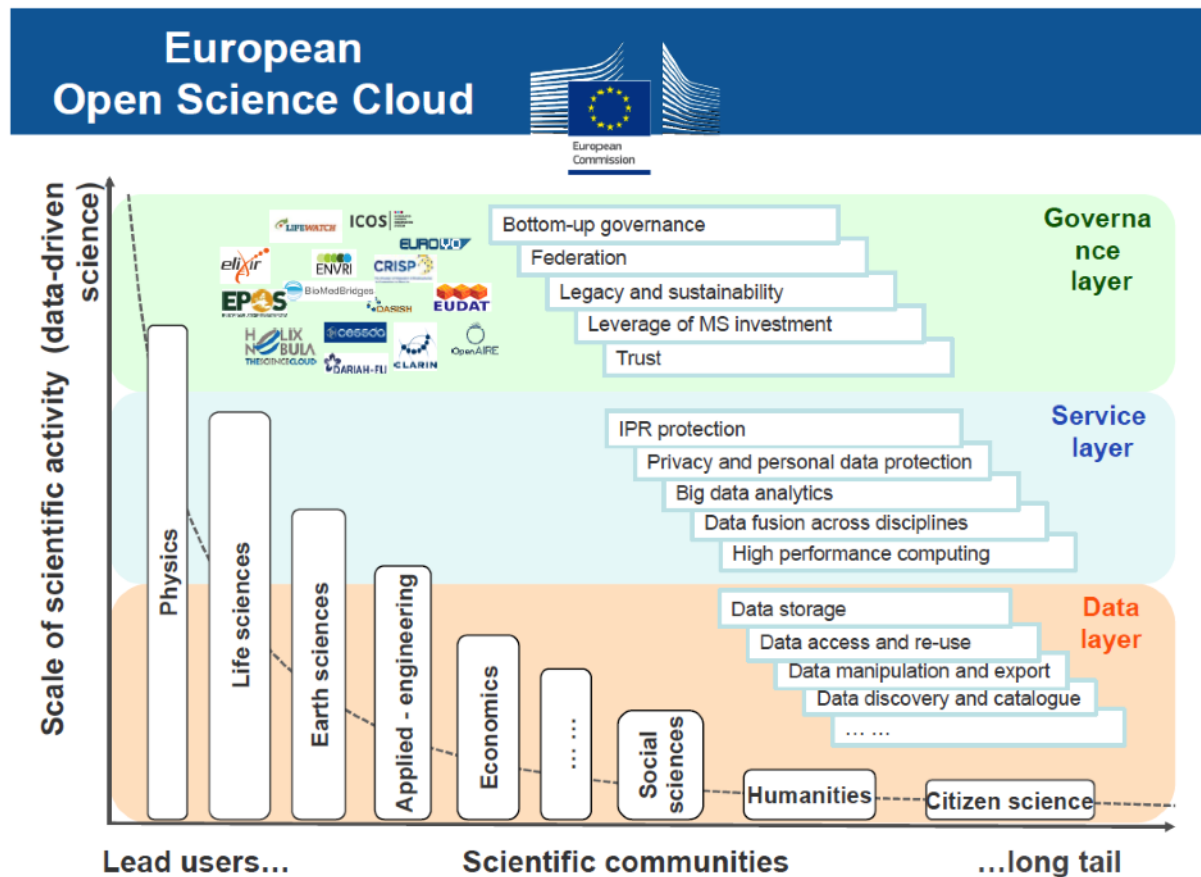 European
Open Science Cloud
European
Commission
Scale of scientific activity (data-driven
science)
LIFEWATCH
ICOS
EURO VO
elixir
ENVRI
CRISP
BioMedBridges
EPOS
DASISH
EUDAT
HELIX
NEBULA
THE SCIENCE CLOUD
cessda
CLARIN
OpenAIRE
DARIAH-EU
Bottom-up governance
Federation
Legacy and sustainability
Leverage of MS investment
Trust
Governa
nce
layer
IPR protection
Privacy and personal data protection
Big data analytics
Data fusion across disciplines
High performance computing
Service
layer
Data storage
Data access and re-use
Data manipulation and export
Data discovery and catalogue
... ...
Data
layer
Physics
Life sciences
Earth sciences
Applied - engineering
Economics
... ...
Social
sciences
Humanities
Citizen science
Lead users...
Scientific communities
...long tail